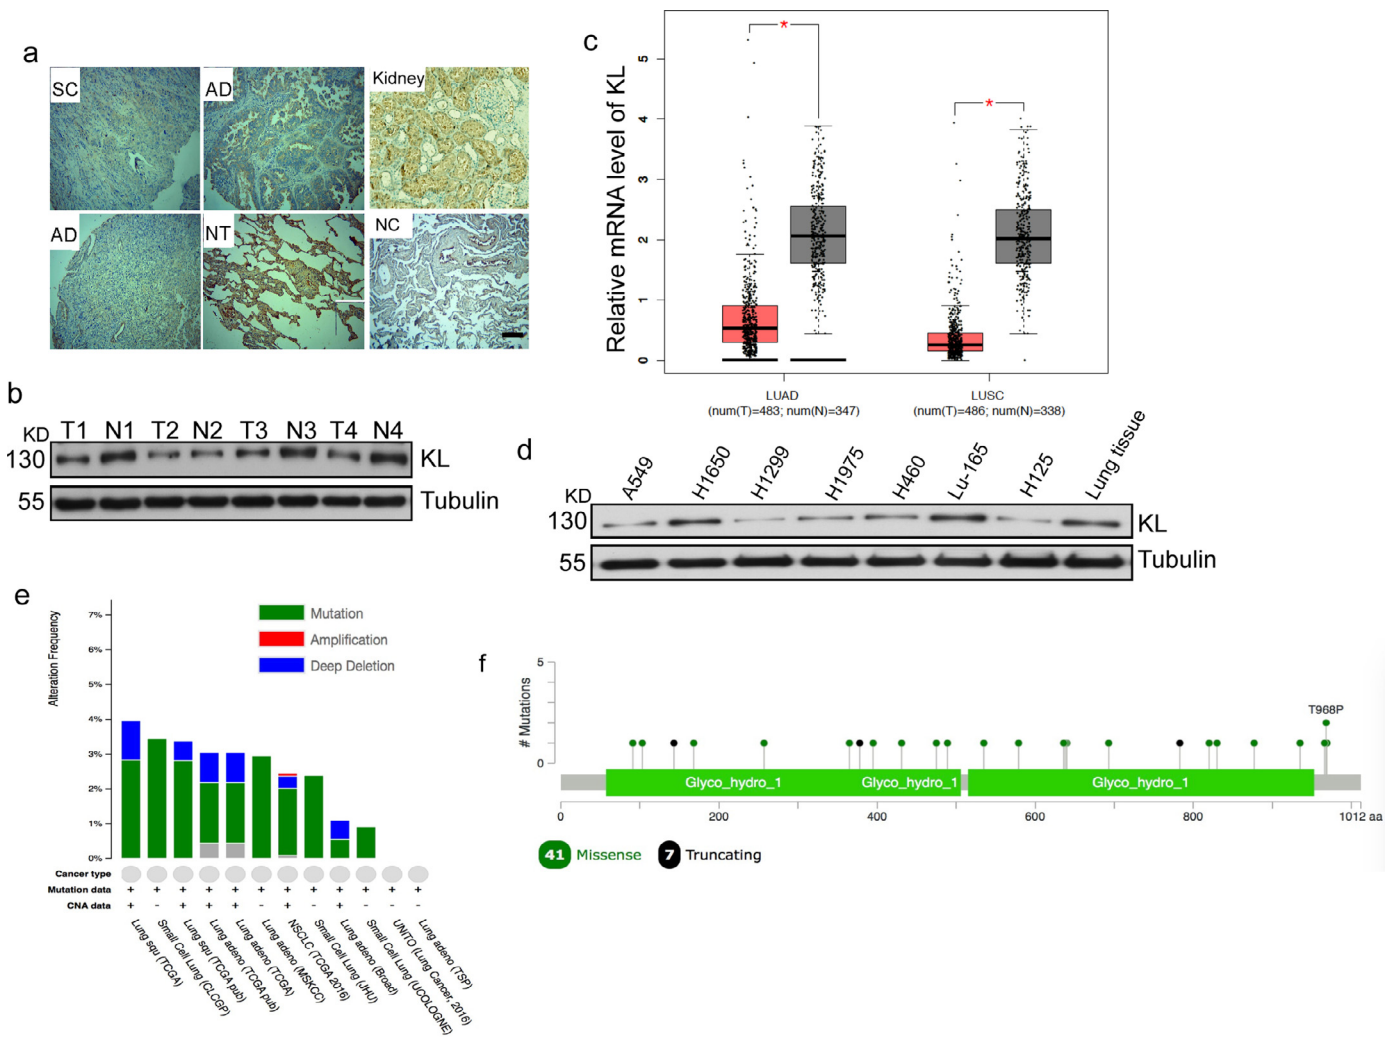 a
SC
AD
Kidney
AD
NT
NC
b
KD
T1 N1 T2 N2 T3 N3 T4 N4
130
KL
55
Tubulin
c
Relative mRNA level of KL
5
4
3
2
1
0
*
*
LUAD
(num(T)=483; num(N)=347)
LUSC
(num(T)=486; num(N)=338)
d
KD
A549
H1650
H1299
H1975
H460
Lu-165
H125
Lung tissue
130
KL
55
Tubulin
e
Alteration Frequency
7%
6%
5%
4%
3%
2%
1%
0%
Mutation
Amplification
Deep Deletion
Cancer type
Mutation data + + + + + + + + + + + +
CNA data + - + + + - + - + - - -
Lung squ (TCGA)
Small Cell Lung (CLCGP)
Lung squ (TCGA pub)
Lung adeno (TCGA pub)
Lung adeno (TCGA)
Lung adeno (MSKCC)
NSCLC (TCGA 2016)
Small Cell Lung (JHU)
Lung adeno (Broad)
Small Cell Lung (UCOLOGNE)
UNITO (Lung Cancer, 2016)
Lung adeno (TSP)
f
# Mutations
5
0
T968P
Glyco_hydro_1
Glyco_hydro_1
Glyco_hydro_1
0 200 400 600 800 1012 aa
41 Missense 7 Truncating